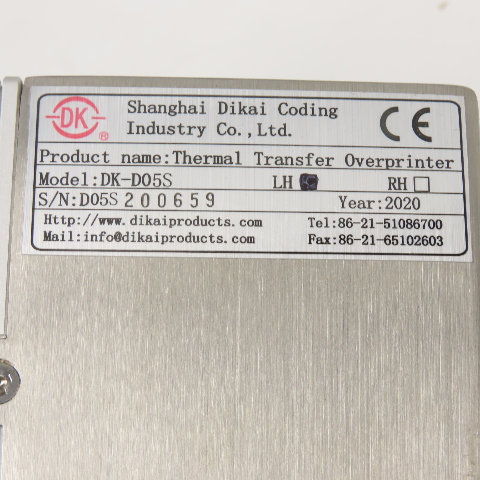 DK ®
Shanghai Dikai Coding
Industry Co.,Ltd.
CE
Product name:Thermal Transfer Overprinter
Model:DK-D05S LH RH
S/N:D05S 200659 Year:2020
Http://www.dikaiproducts.com Tel:86-21-51086700
Mail:info@dikaiproducts.com Fax:86-21-65102603